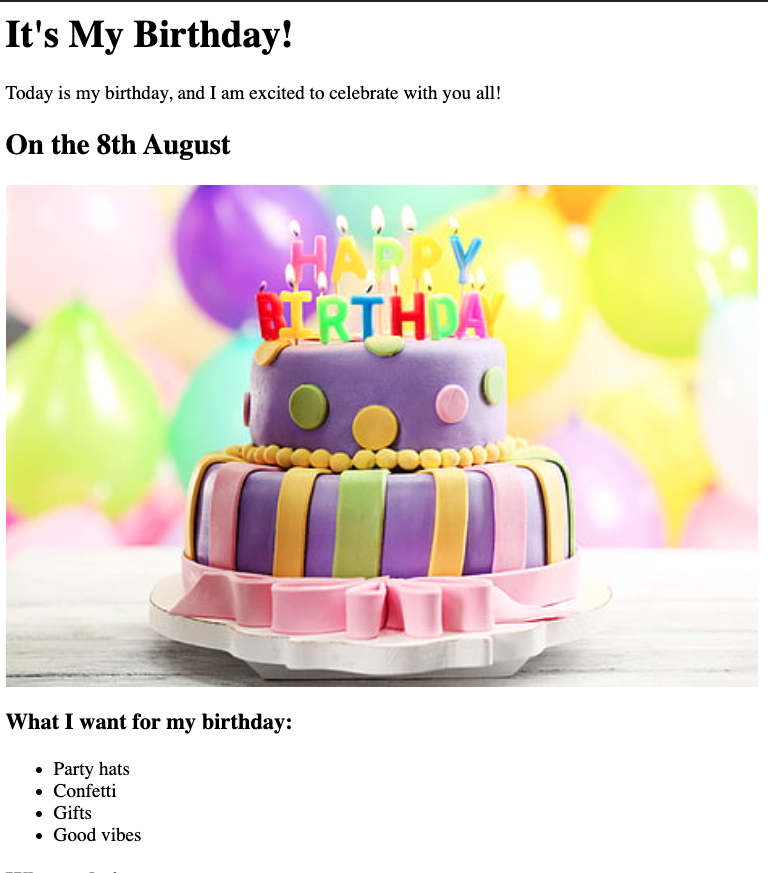 It's My Birthday!
Today is my birthday, and I am excited to celebrate with you all!
On the 8th August
HAPPY
BIRTHDAY
What I want for my birthday:
Party hats
Confetti
Gifts
Good vibes